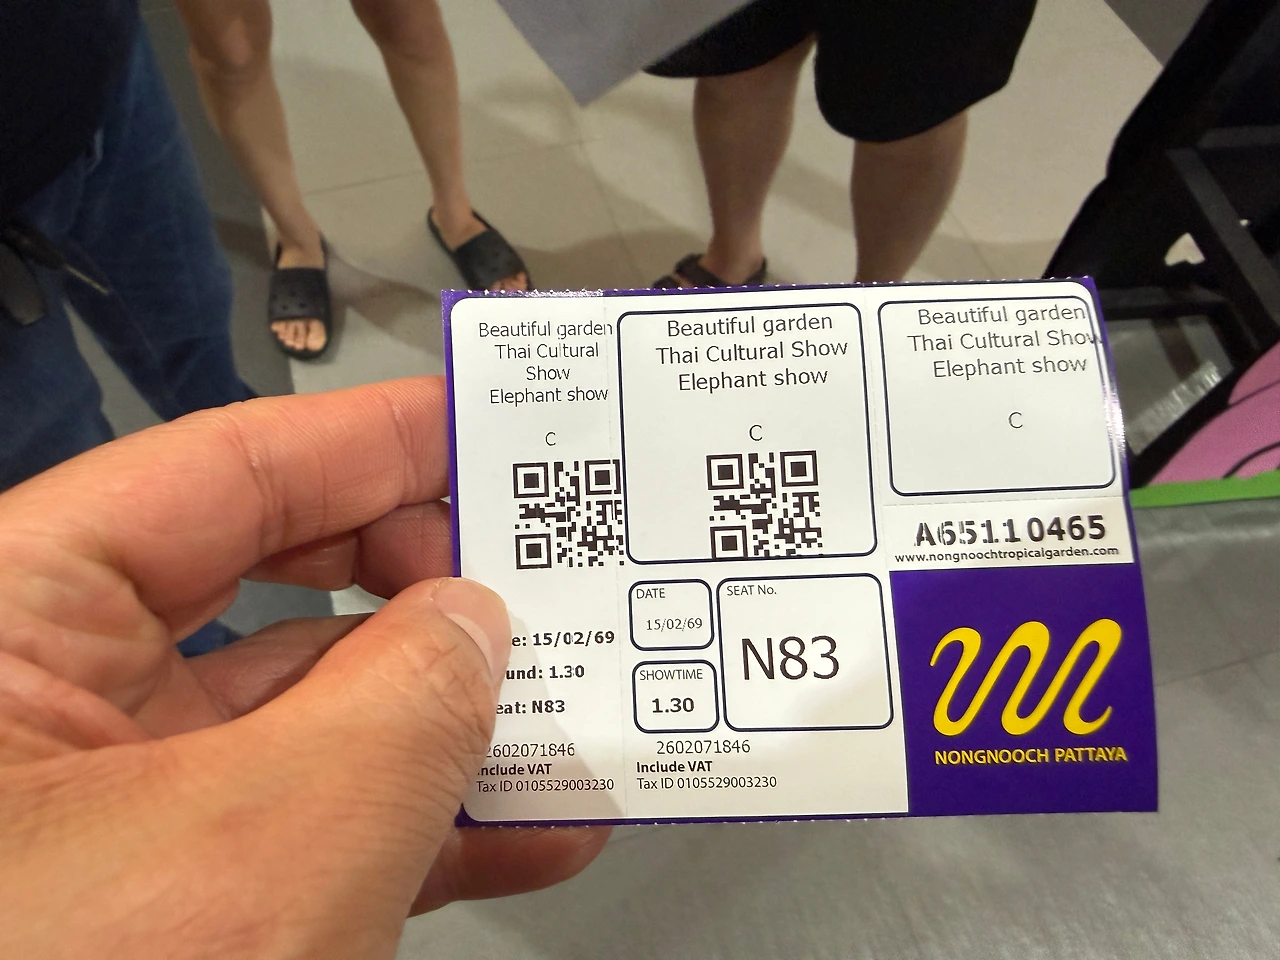 Beautiful garden
Thai Cultural
Show
Elephant show
C
e: 15/02/69
und: 1.30
eat: N83
2602071846
Include VAT
Tax ID 0105529003230
Beautiful garden
Thai Cultural Show
Elephant show
C
DATE
15/02/69
SHOWTIME
1.30
SEAT No.
N83
2602071846
Include VAT
Tax ID 0105529003230
Beautiful garden
Thai Cultural Show
Elephant show
C
A65110465
www.nongnoochtropicalgarden.com
NONGNOOCH PATTAYA